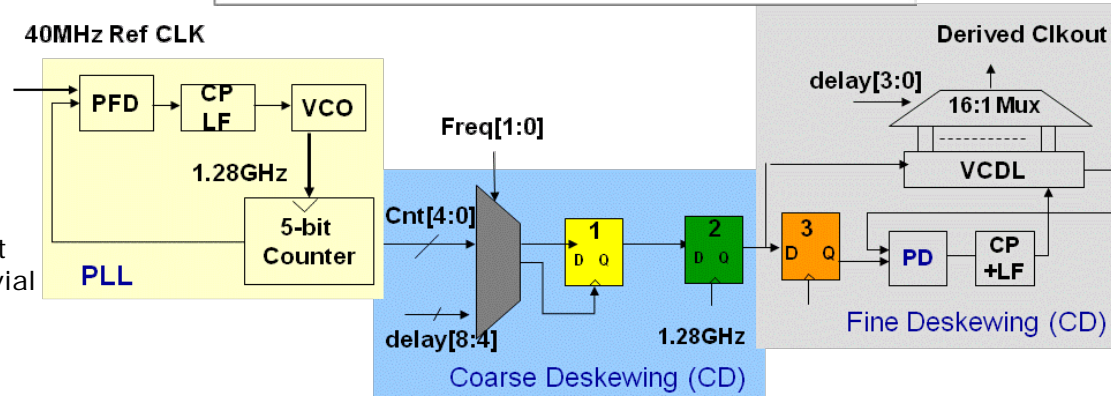 40MHz Ref CLK
PFD
CP
LF
VCO
1.28GHz
5-bit
Counter
PLL
t
vial
Freq[1:0]
Cnt[4:0]
delay[8:4]
1
D Q
2
D Q
1.28GHz
Coarse Deskewing (CD)
Derived Clkout
delay[3:0]
16:1 Mux
VCDL
3
D Q
PD
CP
+LF
Fine Deskewing (CD)